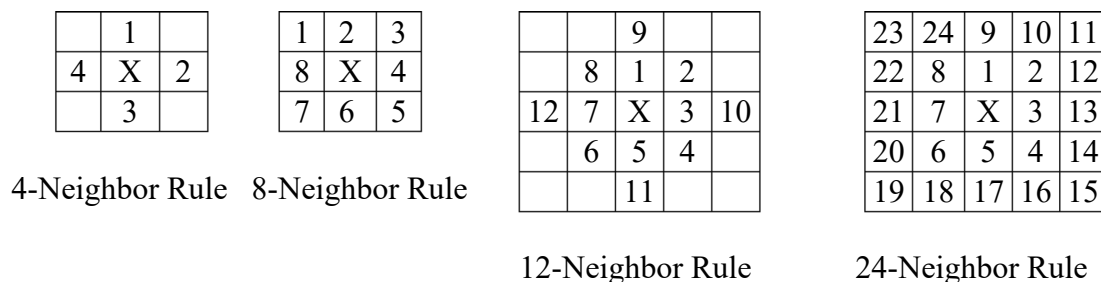 1
4 X 2
3
4-Neighbor Rule
1 2 3
8 X 4
7 6 5
8-Neighbor Rule
9
8 1 2
12 7 X 3 10
6 5 4
11
12-Neighbor Rule
23 24 9 10 11
22 8 1 2 12
21 7 X 3 13
20 6 5 4 14
19 18 17 16 15
24-Neighbor Rule